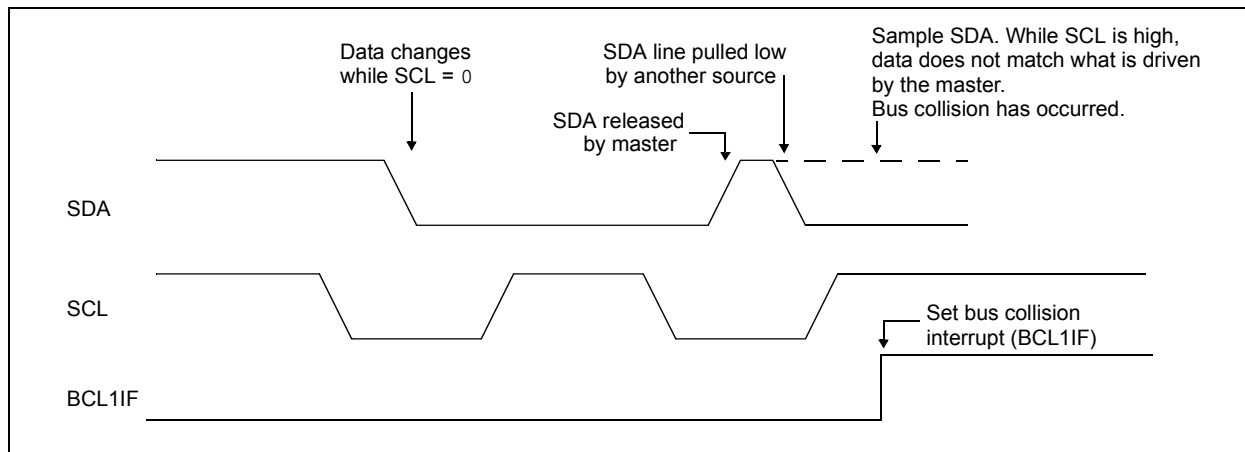 Data changes
while SCL = 0
SDA line pulled low
by another source
Sample SDA. While SCL is high,
data does not match what is driven
by the master.
Bus collision has occurred.
SDA released
by master
SDA
SCL
Set bus collision
interrupt (BCL1IF)
BCL1IF